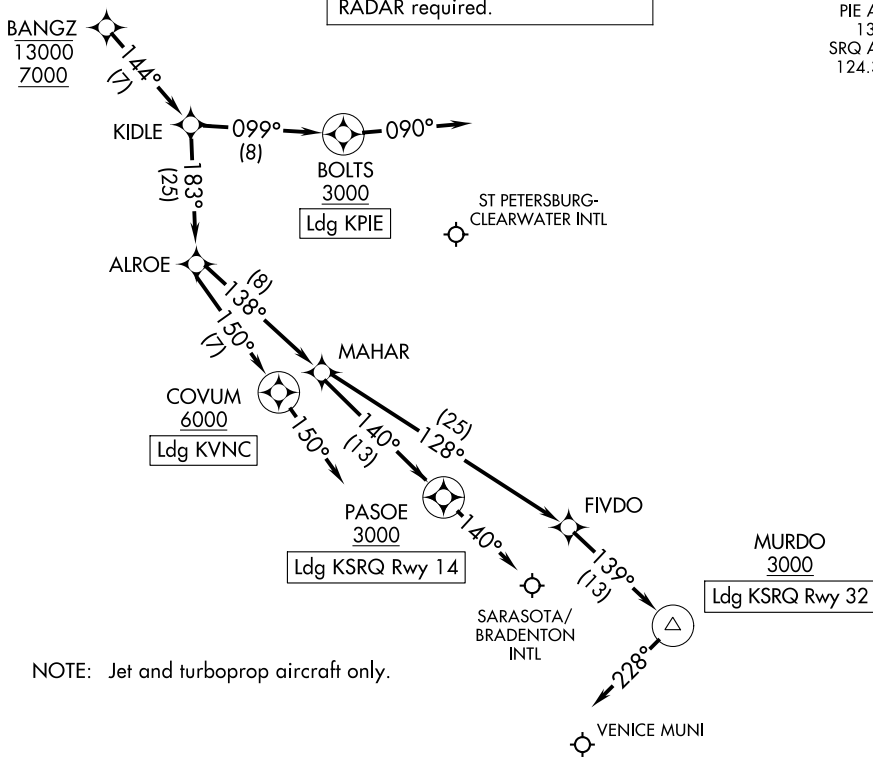 RADAR required.
PIE A
13
SRQ A
124.3
BANGZ
13000
7000
144°
(7)
KIDLE
099°
(8)
090°
BOLTS
3000
Ldg KPIE
183°
(25)
ST PETERSBURG-
CLEARWATER INTL
ALROE
(8)
138°
150°
(7)
MAHAR
COVUM
6000
Ldg KVNC
150°
(25)
128°
140°
(13)
PASOE
3000
Ldg KSRQ Rwy 14
140°
FIVDO
139°
(13)
MURDO
3000
Ldg KSRQ Rwy 32
SARASOTA/
BRADENTON
INTL
228°
NOTE: Jet and turboprop aircraft only.
VENICE MUNI